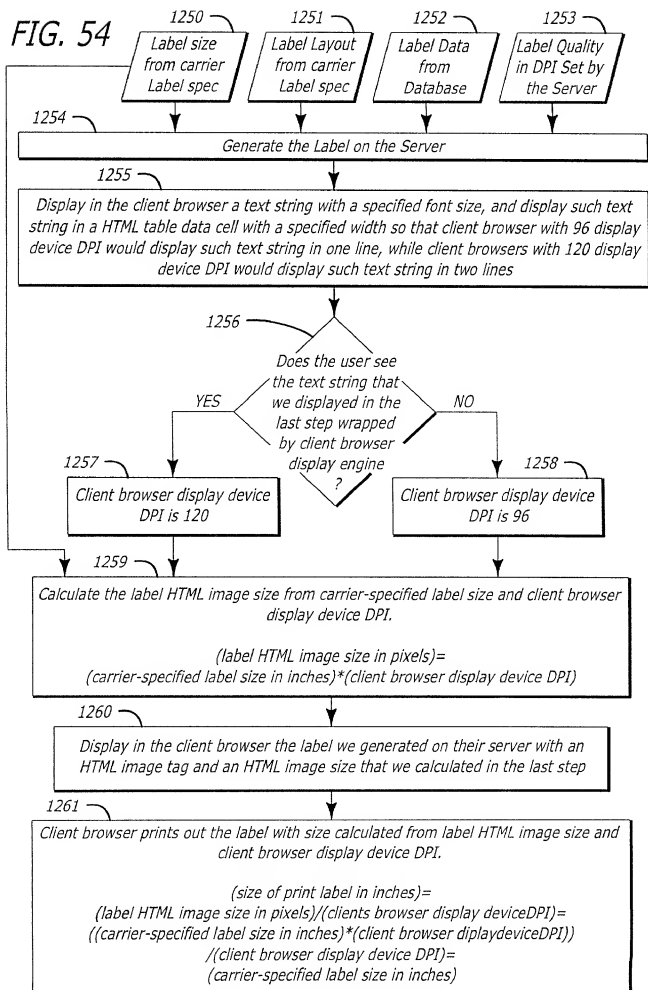 FIG. 54
1250
1251
1252
1253
Label size
from carrier
Label spec
Label Layout
from carrier
Label spec
Label Data
from
Database
Label Quality
in DPI Set by
the Server
1254
Generate the Label on the Server
1255
Display in the client browser a text string with a specified font size, and display such text
string in a HTML table data cell with a specified width so that client browser with 96 display
device DPI would display such text string in one line, while client browsers with 120 display
device DPI would display such text string in two lines
1256
Does the user see
the text string that
we displayed in the
last step wrapped
by client browser
display engine
?
YES
NO
1257
Client browser display device
DPI is 120
1258
Client browser display device
DPI is 96
1259
Calculate the label HTML image size from carrier-specified label size and client browser
display device DPI.
(label HTML image size in pixels)=
(carrier-specified label size in inches)*(client browser display device DPI)
1260
Display in the client browser the label we generated on their server with an
HTML image tag and an HTML image size that we calculated in the last step
1261
Client browser prints out the label with size calculated from label HTML image size and
client browser display device DPI.
(size of print label in inches)=
(label HTML image size in pixels)/(clients browser display deviceDPI)=
((carrier-specified label size in inches)*(client browser diplaydeviceDPI))
/(client browser display device DPI)=
(carrier-specified label size in inches)